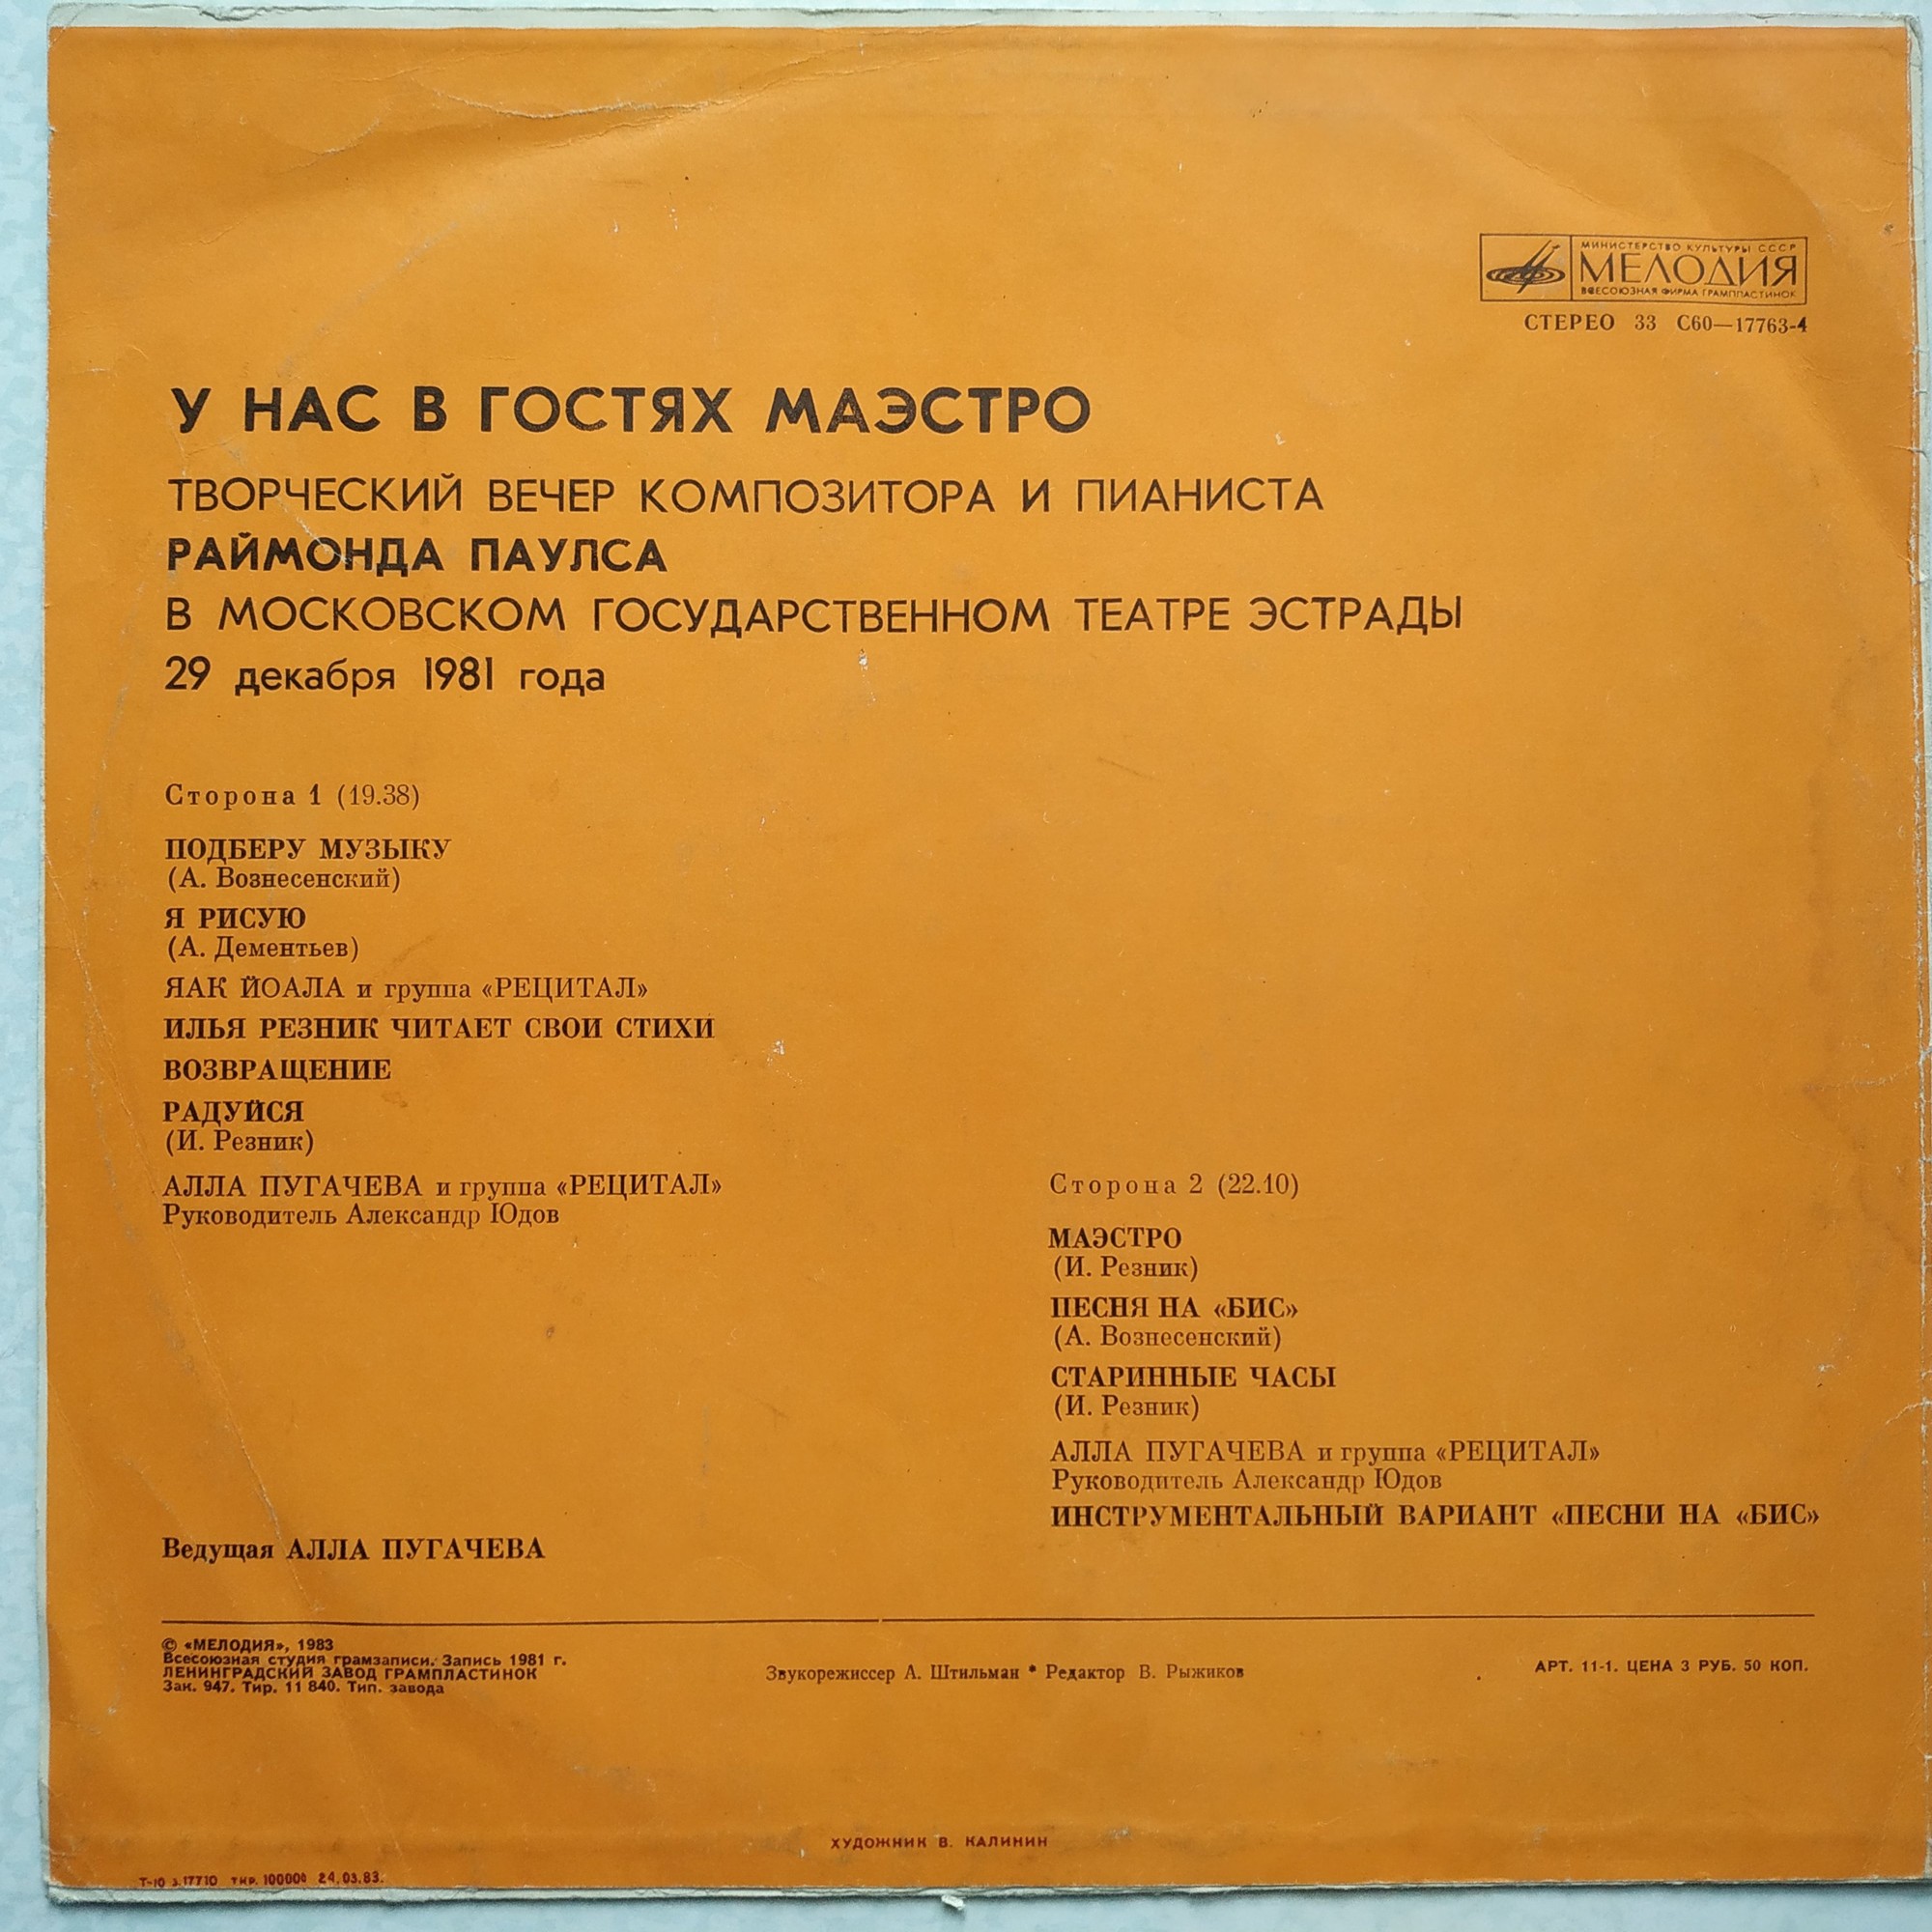 МИНИСТЕРСТВО КУЛЬТУРЫ СССР
МЕЛОДИЯ
ВСЕСОЮЗНАЯ ФИРМА ГРАМПЛАСТИНОК
СТЕРЕО 33 С60—17763-4
У НАС В ГОСТЯХ МАЭСТРО
ТВОРЧЕСКИЙ ВЕЧЕР КОМПОЗИТОРА И ПИАНИСТА
РАЙМОНДА ПАУЛСА
В МОСКОВСКОМ ГОСУДАРСТВЕННОМ ТЕАТРЕ ЭСТРАДЫ
29 декабря 1981 года
Сторона 1 (19.38)
ПОДБЕРУ МУЗЫКУ
(А. Вознесенский)
Я РИСУЮ
(А. Дементьев)
ЯАК ЙОАЛА и группа «РЕЦИТАЛ»
ИЛЬЯ РЕЗНИК ЧИТАЕТ СВОИ СТИХИ
ВОЗВРАЩЕНИЕ
РАДУЙСЯ
(И. Резник)
АЛЛА ПУГАЧЕВА и группа «РЕЦИТАЛ»
Руководитель Александр Юдов
Сторона 2 (22.10)
МАЭСТРО
(И. Резник)
ПЕСНЯ НА «БИС»
(А. Вознесенский)
СТАРИННЫЕ ЧАСЫ
(И. Резник)
АЛЛА ПУГАЧЕВА и группа «РЕЦИТАЛ»
Руководитель Александр Юдов
ИНСТРУМЕНТАЛЬНЫЙ ВАРИАНТ «ПЕСНИ НА «БИС»
Ведущая АЛЛА ПУГАЧЕВА
© «МЕЛОДИЯ», 1983
Всесоюзная студия грамзаписи. Запись 1981 г.
ЛЕНИНГРАДСКИЙ ЗАВОД ГРАМПЛАСТИНОК
Зак. 947. Тир. 11 840. Тип. завода
Звукорежиссер А. Штильман * Редактор В. Рыжиков
АРТ. 11-1. ЦЕНА 3 РУБ. 50 КОП.
ХУДОЖНИК В. КАЛИНИН
Т-10 з.17710 тир. 100000 24.03.83.